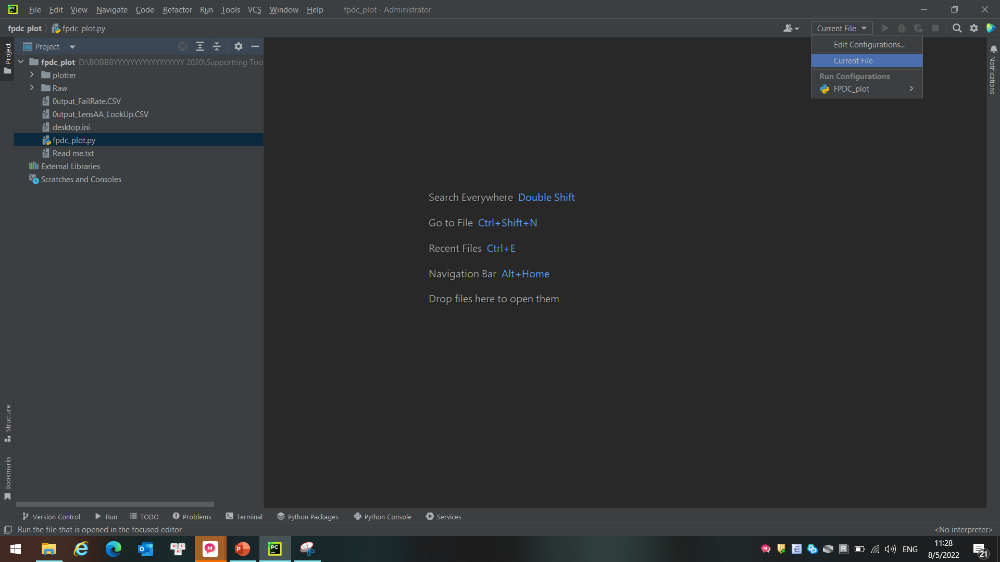 File Edit View Navigate Code Refactor Run Tools VCS Window Help fpdc_plot - Administrator
fpdc_plot fpdc_plot.py
Current File
Edit Configurations...
Current File
Run Configurations
FPDC_plot
Notifications
Project
Project
fpdc_plot D:\BOBBBYYYYYYYYYYYYYYYYY 2020\Supportting Too
plotter
Raw
0utput_FailRate.CSV
0utput_LensAA_LookUp.CSV
desktop.ini
fpdc_plot.py
Read me.txt
External Libraries
Scratches and Consoles
Search Everywhere Double Shift
Go to File Ctrl+Shift+N
Recent Files Ctrl+E
Navigation Bar Alt+Home
Drop files here to open them
Structure
Bookmarks
Version Control Run TODO Problems Terminal Python Packages Python Console Services
Run the file that is opened in the focused editor
<No interpreter>
ENG
11:28
8/5/2022
21